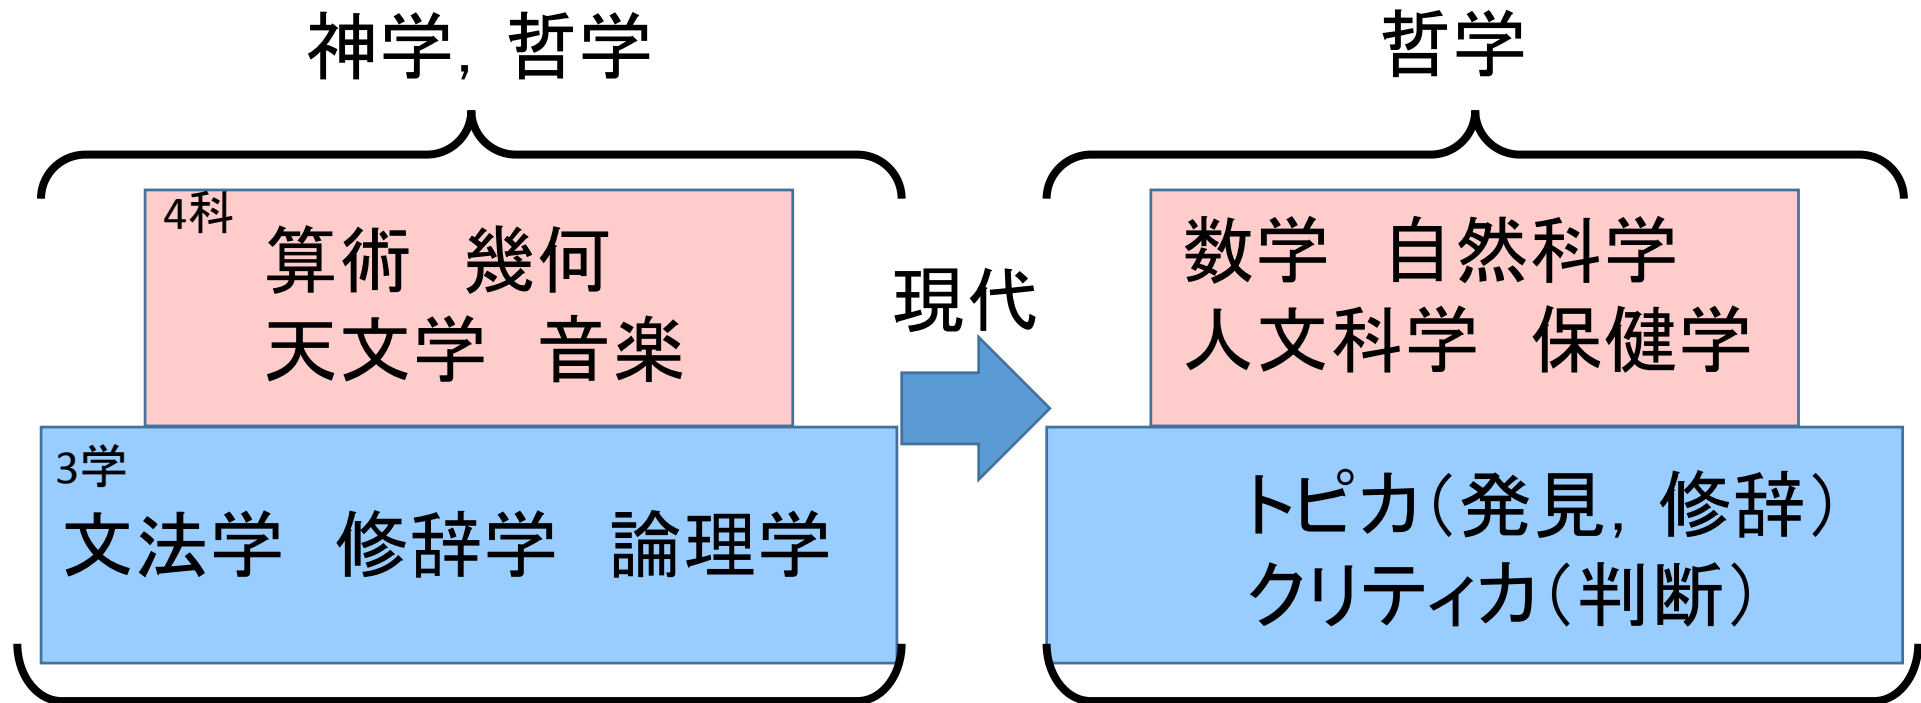 神学，哲学
4科
算術　幾何
天文学　音楽
3学
文法学　修辞学　論理学
現代
哲学
数学　自然科学
人文科学　保健学
トピカ（発見，修辞）
クリティカ（判断）